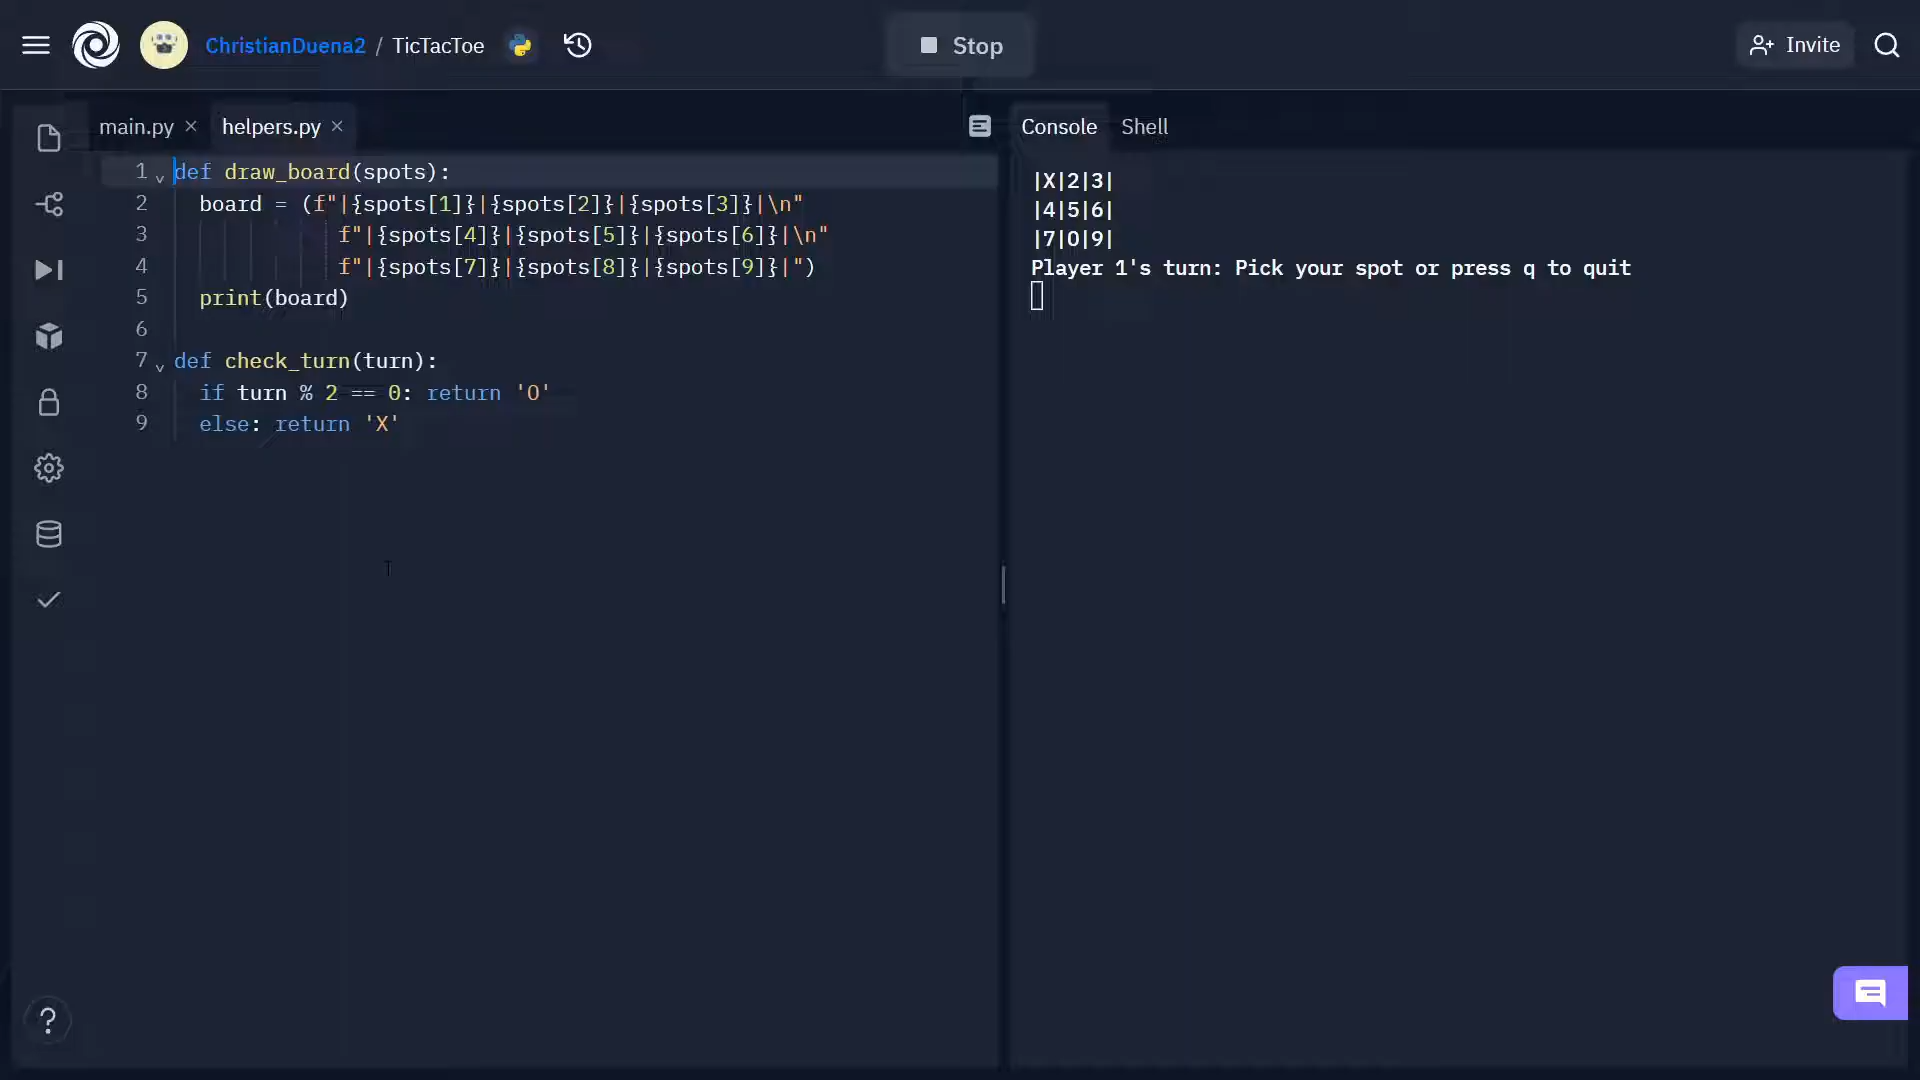 ChristianDuena2 / TicTacToe
Stop
Invite
main.py
helpers.py
Console
Shell
1 def draw_board(spots):
2   board = (f"|{spots[1]}|{spots[2]}|{spots[3]}|\n"
3            f"|{spots[4]}|{spots[5]}|{spots[6]}|\n"
4            f"|{spots[7]}|{spots[8]}|{spots[9]}|")
5   print(board)
6
7 def check_turn(turn):
8   if turn % 2 == 0: return 'O'
9   else: return 'X'
|X|2|3|
|4|5|6|
|7|O|9|
Player 1's turn: Pick your spot or press q to quit
?